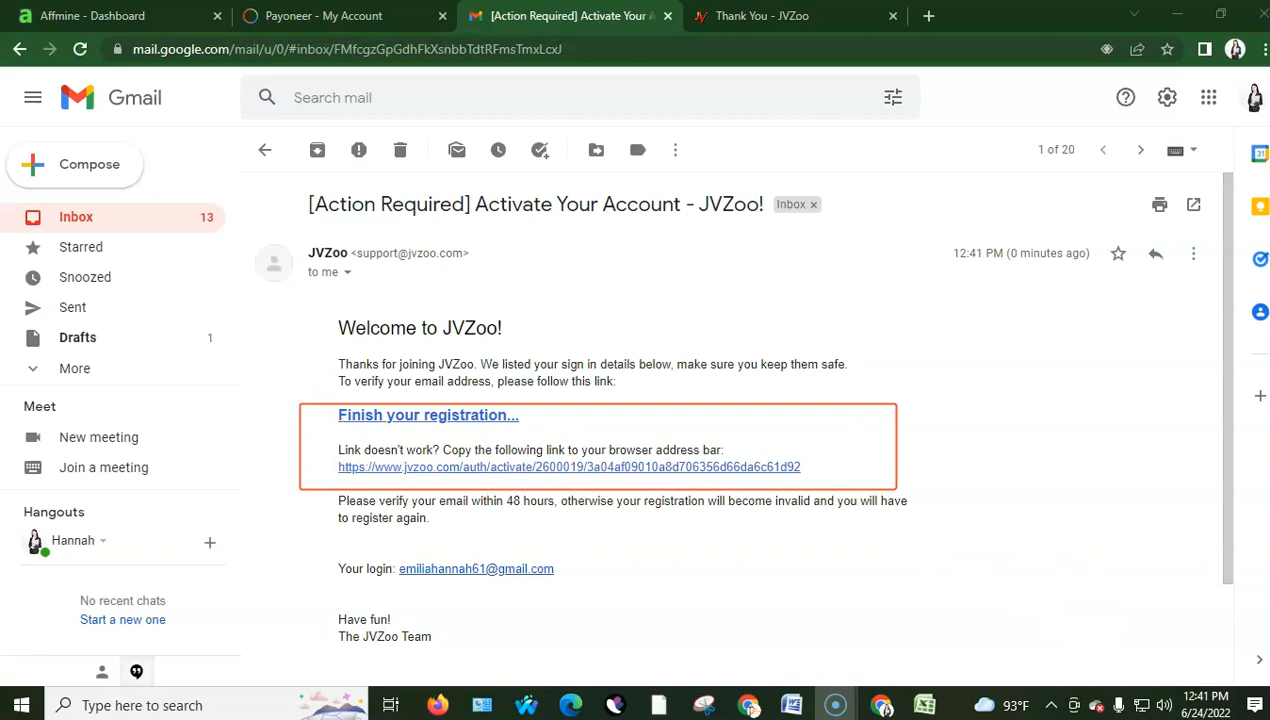 Affmine - Dashboard
Payoneer - My Account
[Action Required] Activate Your A
Thank You - JVZoo
mail.google.com/mail/u/0/#inbox/FMfcgzGpGdhFkXsnbbTdtRFmsTmxLcxJ
Gmail
Search mail
Compose
1 of 20
Inbox 13
Starred
Snoozed
Sent
Drafts 1
More
Meet
New meeting
Join a meeting
Hangouts
Hannah
No recent chats
Start a new one
[Action Required] Activate Your Account - JVZoo!
Inbox x
JVZoo <support@jvzoo.com>
12:41 PM (0 minutes ago)
to me
Welcome to JVZoo!
Thanks for joining JVZoo. We listed your sign in details below, make sure you keep them safe.
To verify your email address, please follow this link:
Finish your registration...
Link doesn't work? Copy the following link to your browser address bar:
https://www.jvzoo.com/auth/activate/2600019/3a04af09010a8d706356d66da6c61d92
Please verify your email within 48 hours, otherwise your registration will become invalid and you will have
to register again.
Your login: emiliahannah61@gmail.com
Have fun!
The JVZoo Team
31
Type here to search
93°F
12:41 PM
6/24/2022